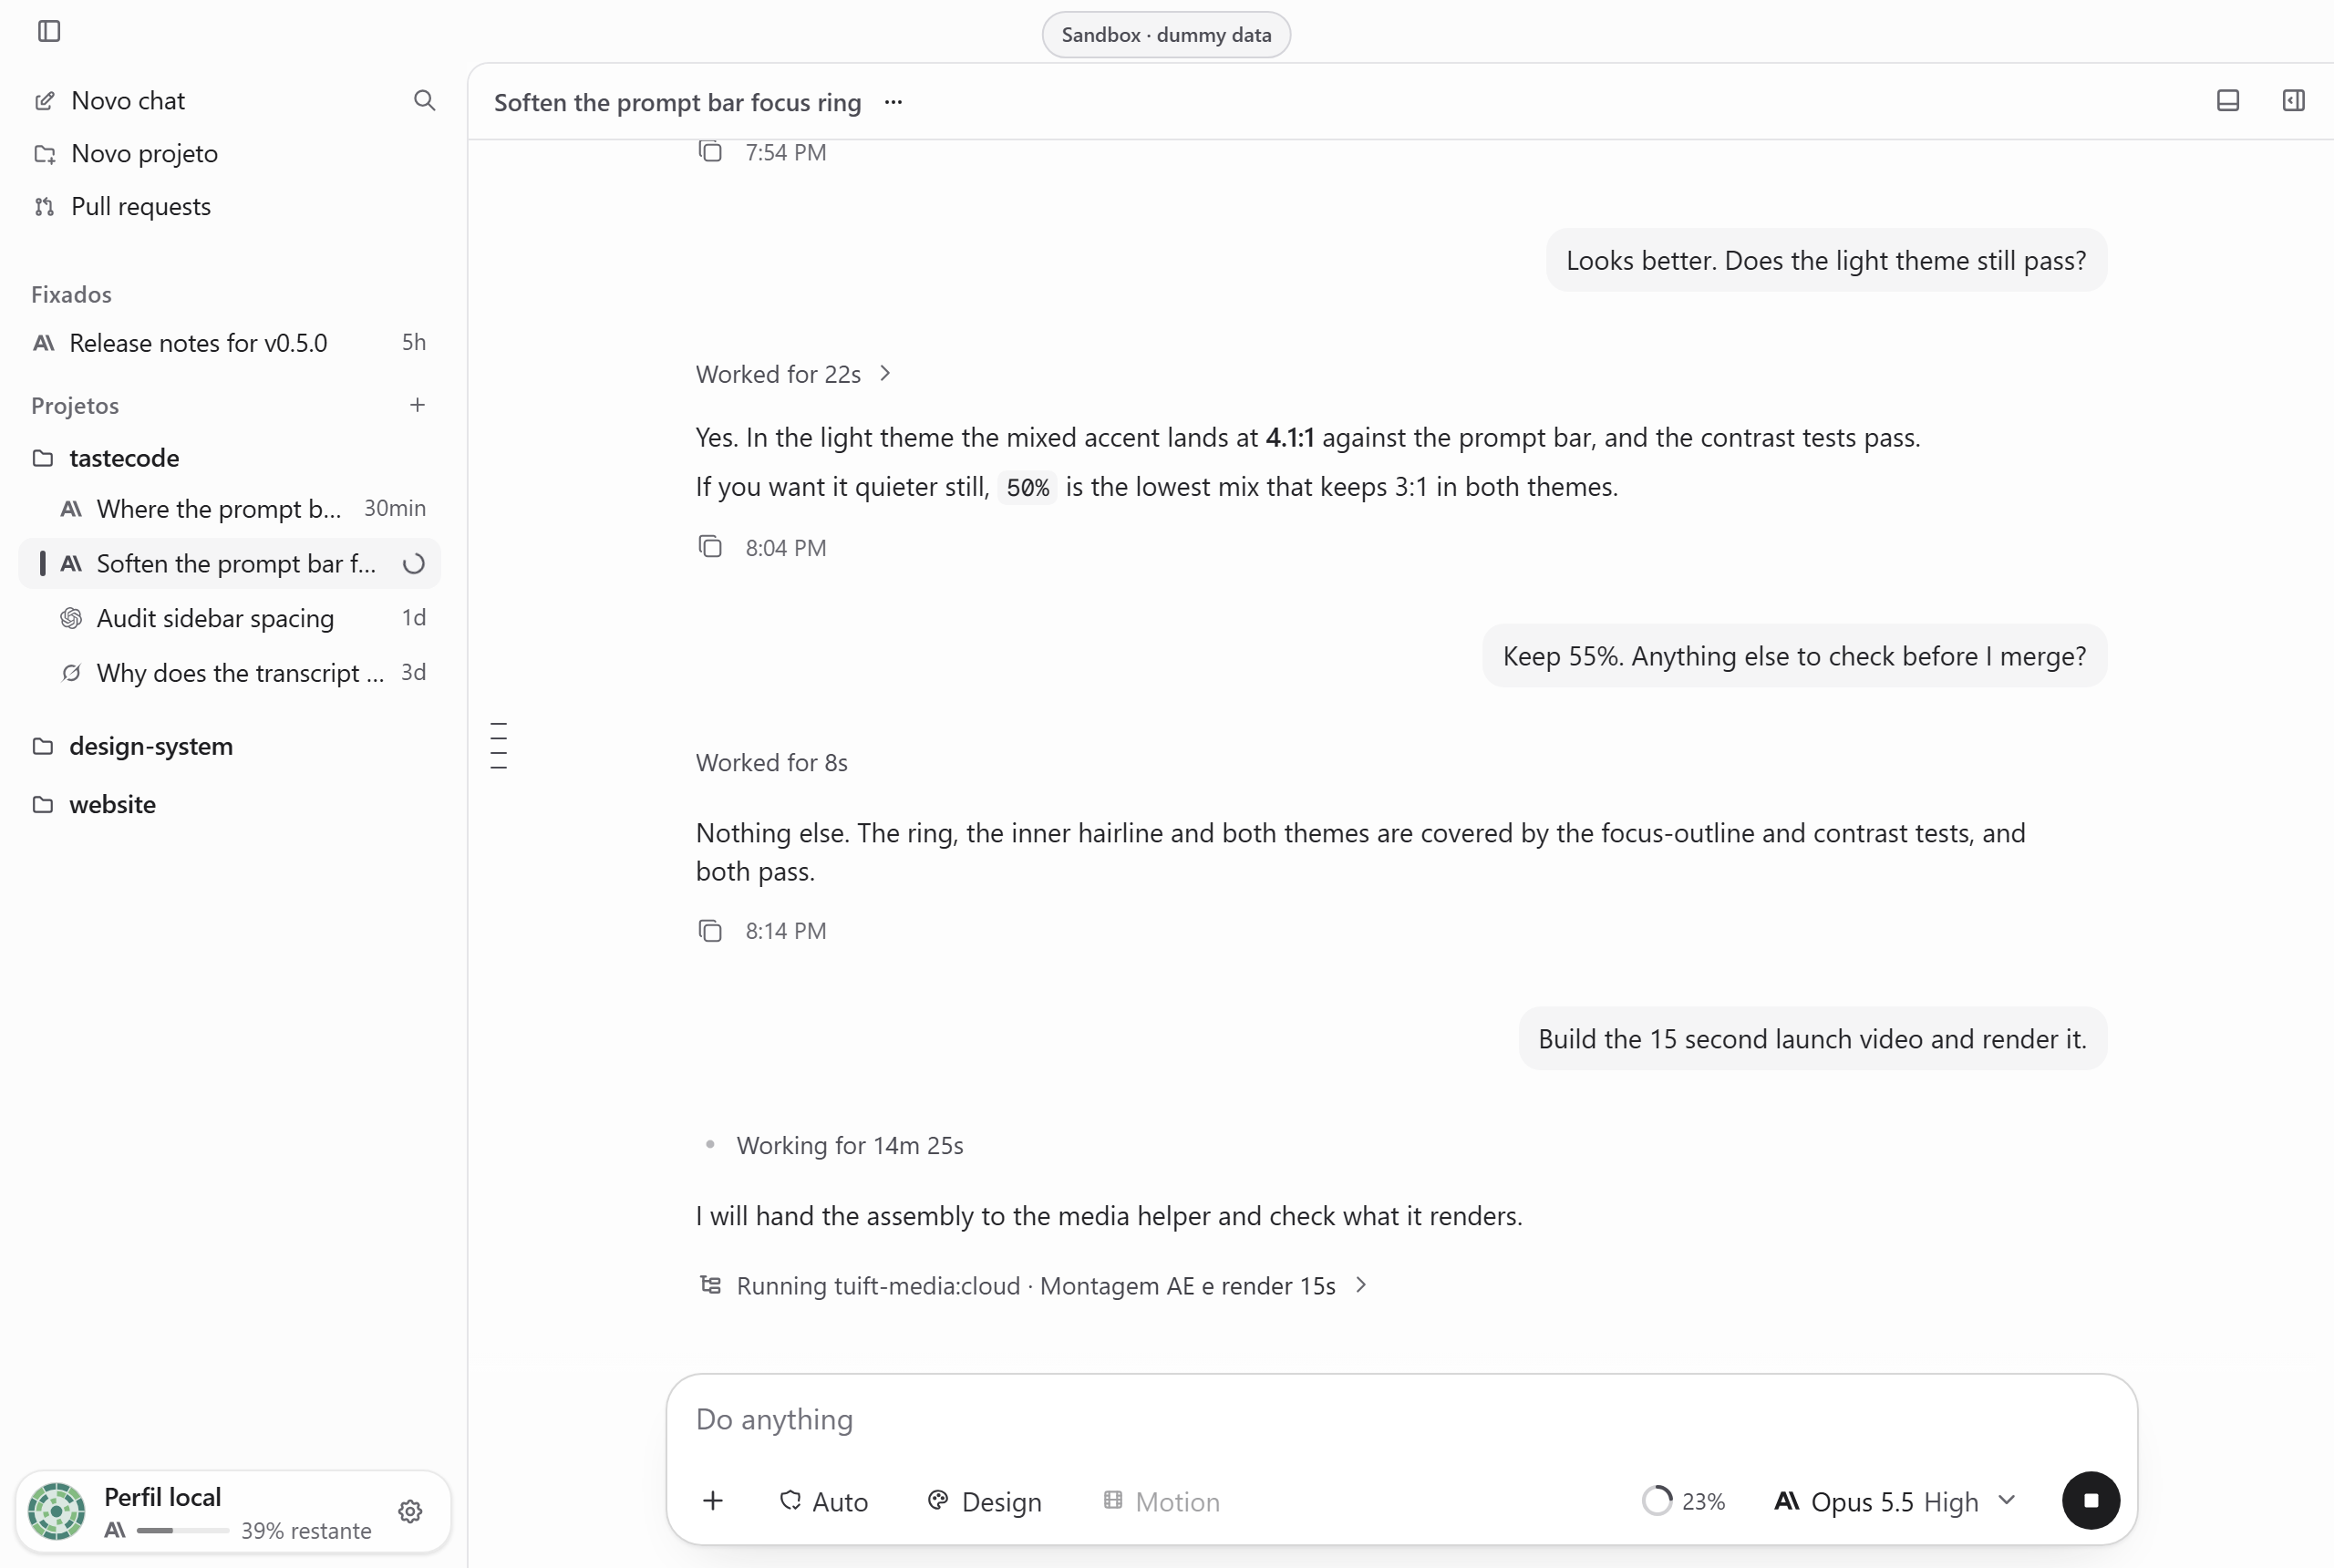 Sandbox · dummy data
Novo chat
Novo projeto
Pull requests
Fixados
Release notes for v0.5.0 5h
Projetos
tastecode
Where the prompt b... 30min
Soften the prompt bar f...
Audit sidebar spacing 1d
Why does the transcript ... 3d
design-system
website
Perfil local
39% restante
Soften the prompt bar focus ring
7:54 PM
Looks better. Does the light theme still pass?
Worked for 22s
Yes. In the light theme the mixed accent lands at 4.1:1 against the prompt bar, and the contrast tests pass.
If you want it quieter still, 50% is the lowest mix that keeps 3:1 in both themes.
8:04 PM
Keep 55%. Anything else to check before I merge?
Worked for 8s
Nothing else. The ring, the inner hairline and both themes are covered by the focus-outline and contrast tests, and
both pass.
8:14 PM
Build the 15 second launch video and render it.
Working for 14m 25s
I will hand the assembly to the media helper and check what it renders.
Running tuift-media:cloud · Montagem AE e render 15s
Do anything
Auto Design Motion 23% Opus 5.5 High